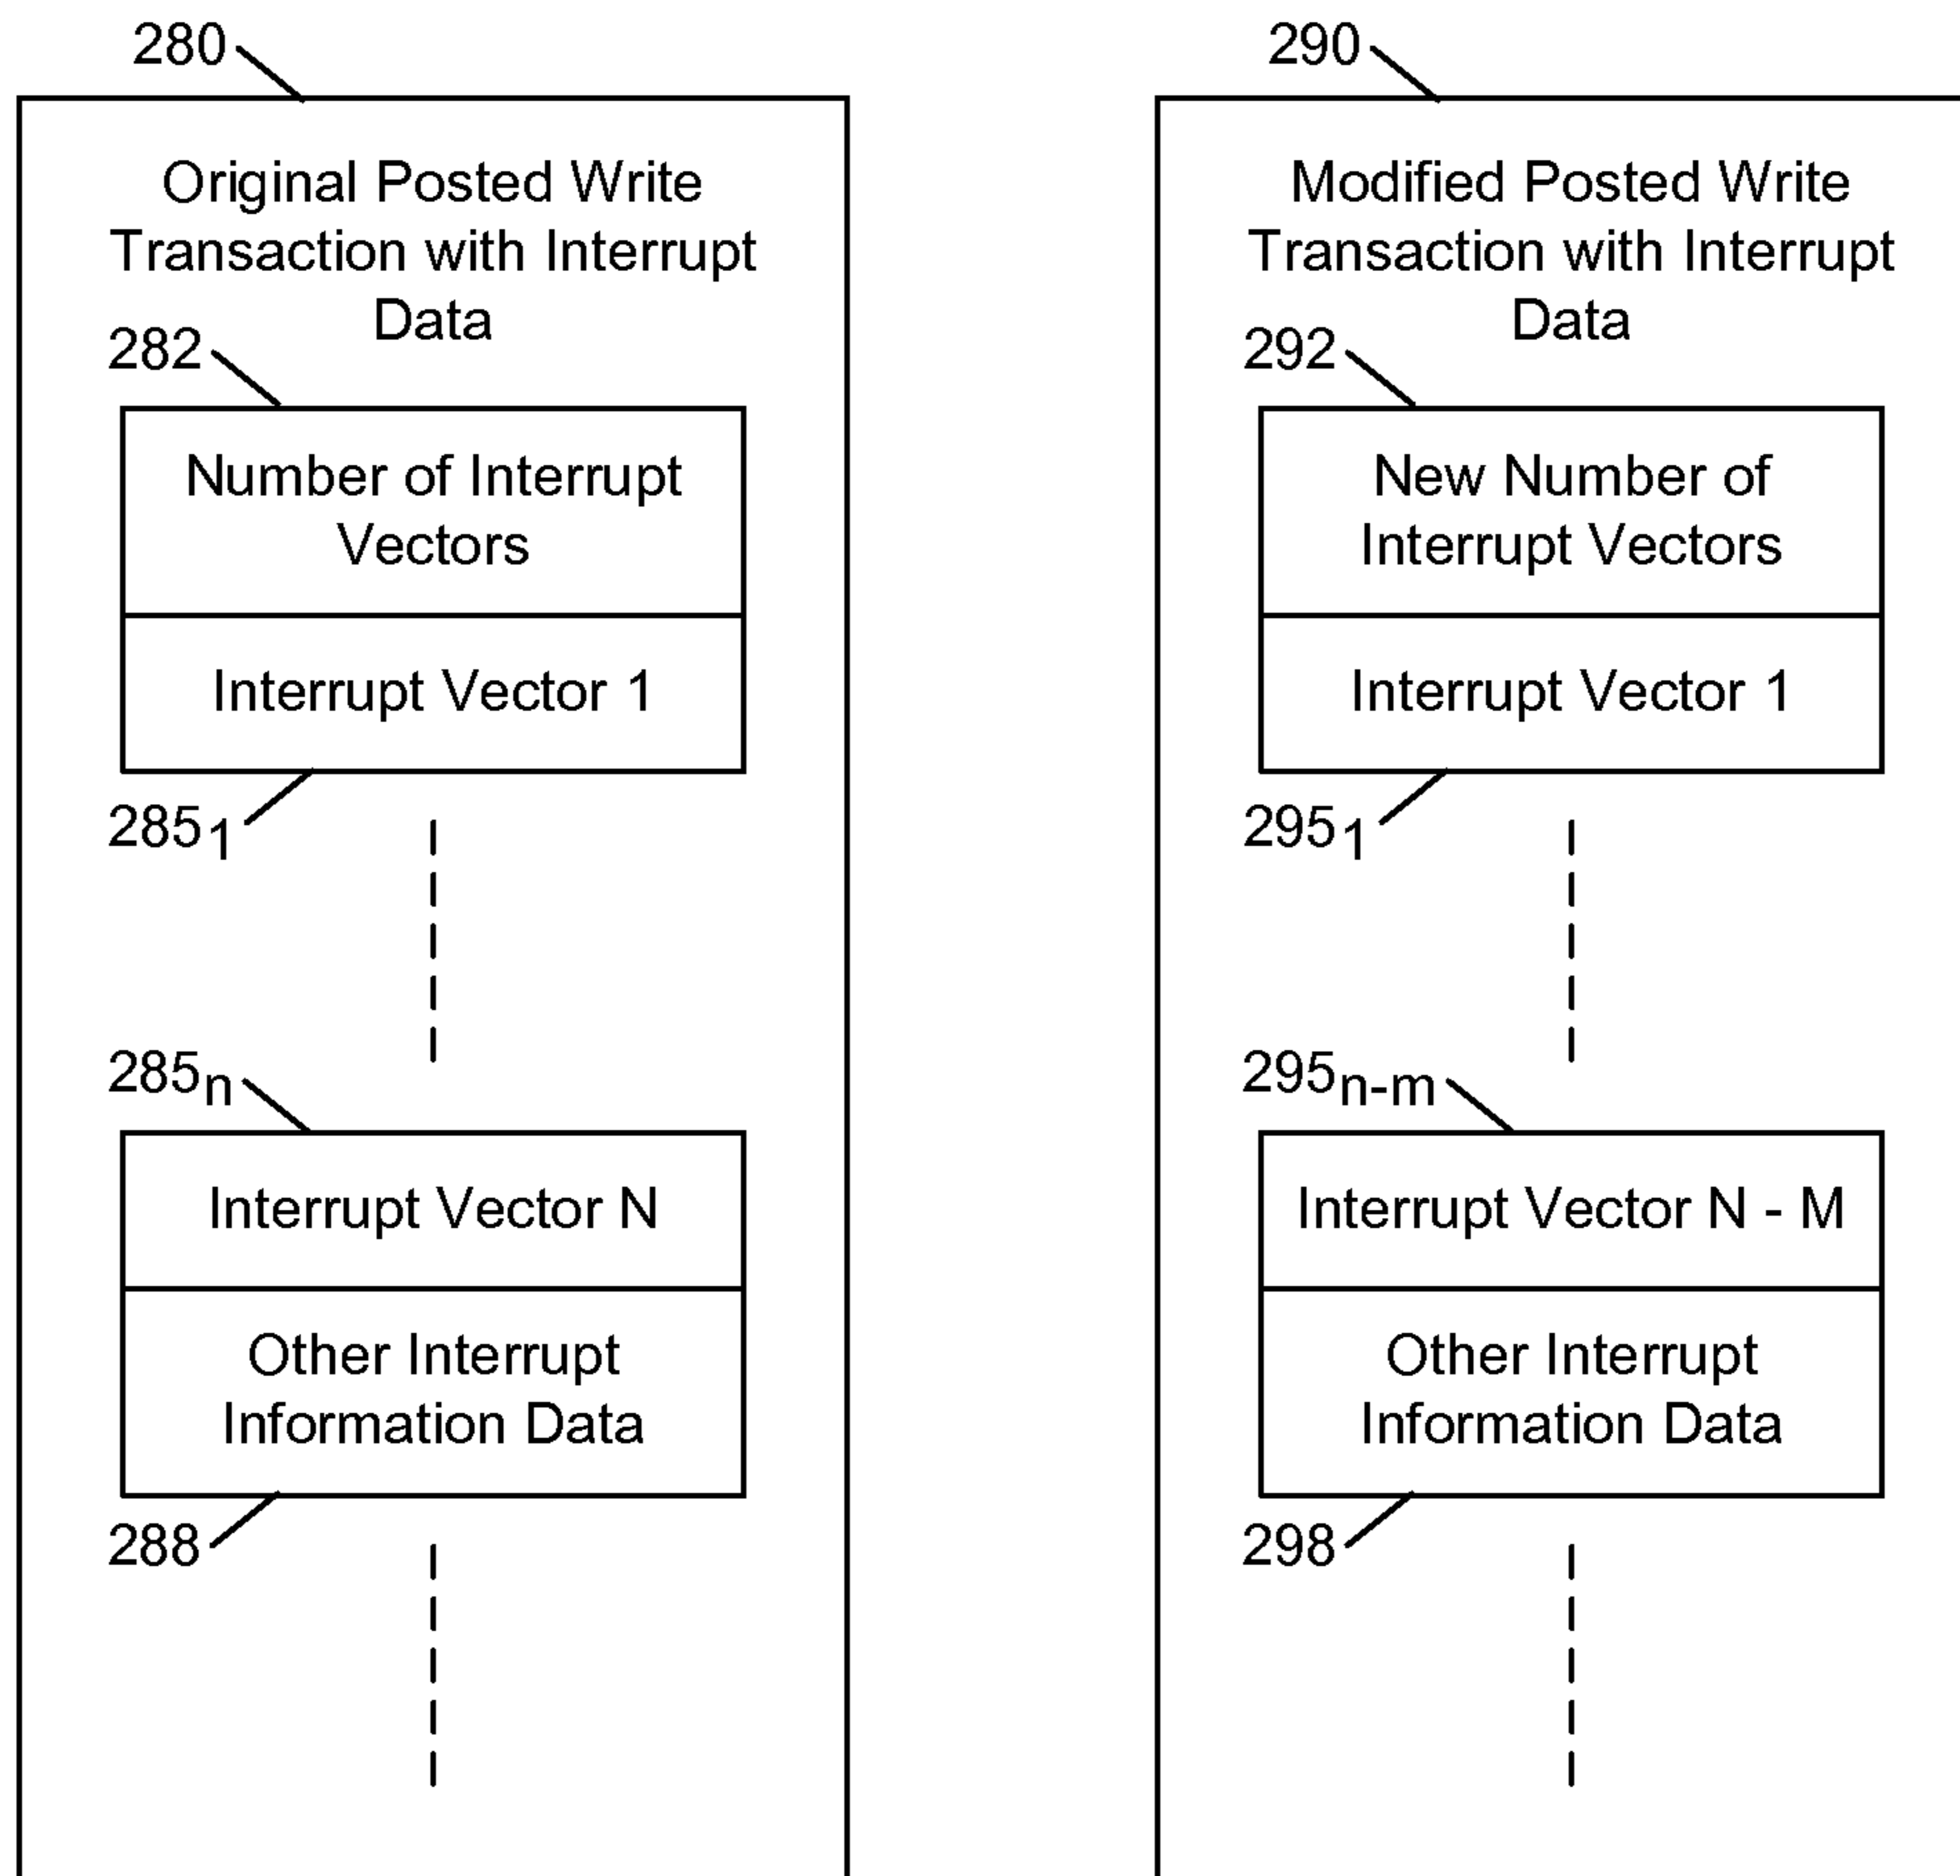 280
Original Posted Write
Transaction with Interrupt
Data
282
Number of Interrupt
Vectors
Interrupt Vector 1
285₁
285ₙ
Interrupt Vector N
Other Interrupt
Information Data
288
290
Modified Posted Write
Transaction with Interrupt
Data
292
New Number of
Interrupt Vectors
Interrupt Vector 1
295₁
295ₙ₋ₘ
Interrupt Vector N - M
Other Interrupt
Information Data
298